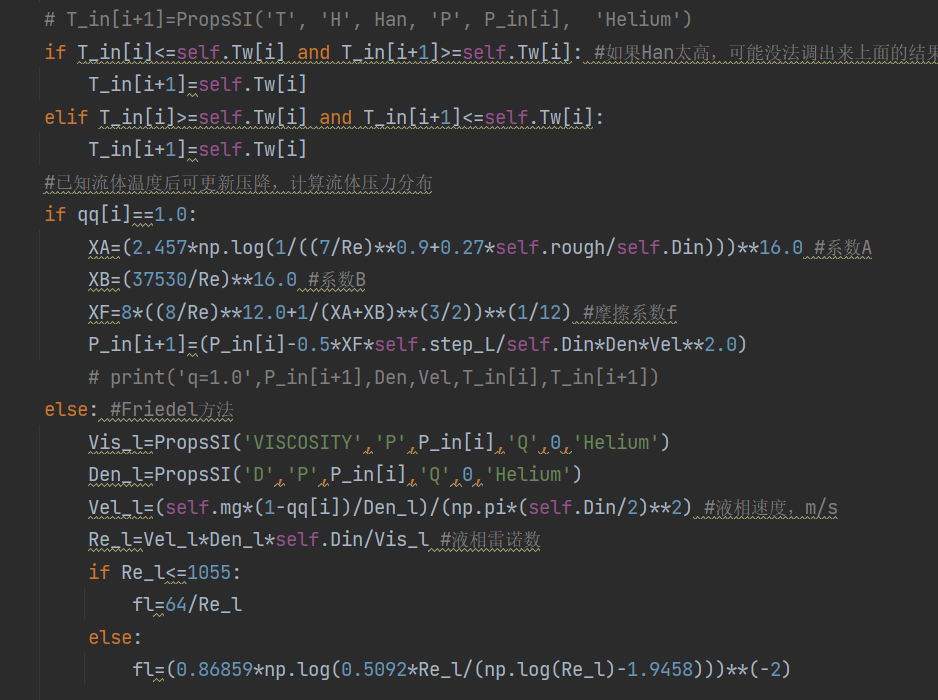 # T_in[i+1]=PropsSI('T', 'H', Han, 'P', P_in[i],  'Helium')
if T_in[i]<=self.Tw[i] and T_in[i+1]>=self.Tw[i]: #如果Han太高，可能没法调出来上面的结果
    T_in[i+1]=self.Tw[i]
elif T_in[i]>=self.Tw[i] and T_in[i+1]<=self.Tw[i]:
    T_in[i+1]=self.Tw[i]
#已知流体温度后可更新压降，计算流体压力分布
if qq[i]==1.0:
    XA=(2.457*np.log(1/((7/Re)**0.9+0.27*self.rough/self.Din)))**16.0 #系数A
    XB=(37530/Re)**16.0 #系数B
    XF=8*((8/Re)**12.0+1/(XA+XB)**(3/2))**(1/12) #摩擦系数f
    P_in[i+1]=(P_in[i]-0.5*XF*self.step_L/self.Din*Den*Vel**2.0)
    # print('q=1.0',P_in[i+1],Den,Vel,T_in[i],T_in[i+1])
else: #Friedel方法
    Vis_l=PropsSI('VISCOSITY','P',P_in[i],'Q',0,'Helium')
    Den_l=PropsSI('D','P',P_in[i],'Q',0,'Helium')
    Vel_l=(self.mg*(1-qq[i])/Den_l)/(np.pi*(self.Din/2)**2) #液相速度，m/s
    Re_l=Vel_l*Den_l*self.Din/Vis_l #液相雷诺数
    if Re_l<=1055:
        fl=64/Re_l
    else:
        fl=(0.86859*np.log(0.5092*Re_l/(np.log(Re_l)-1.9458)))**(-2)